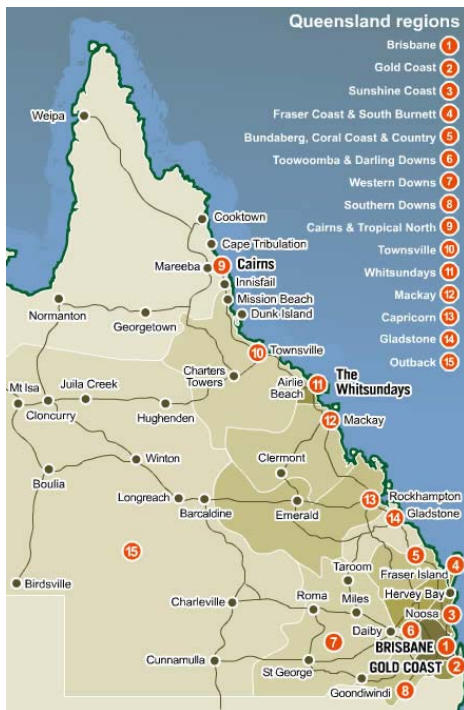 Queensland regions
Brisbane 1
Gold Coast 2
Sunshine Coast 3
Fraser Coast & South Burnett 4
Bundaberg, Coral Coast & Country 5
Toowoomba & Darling Downs 6
Western Downs 7
Southern Downs 8
Cairns & Tropical North 9
Townsville 10
Whitsundays 11
Mackay 12
Capricorn 13
Gladstone 14
Outback 15
Weipa
Cooktown
Cape Tribulation
Mareeba
9 Cairns
Innisfail
Mission Beach
Dunk Island
Normanton
Georgetown
10 Townsville
Charters
Towers
The
Whitsundays
11
Airlie
Beach
Mt Isa
Juila Creek
Cloncurry
Hughenden
12 Mackay
Winton
Clermont
Boulia
Longreach
Barcaldine
Emerald
13 Rockhampton
14 Gladstone
15
5
4
Fraser Island
Taroom
Birdsville
Hervey Bay
Charleville
Roma
Miles
Noosa 3
Dalby
6
7
BRISBANE 1
Cunnamulla
St George
GOLD COAST 2
Goondiwindi
8